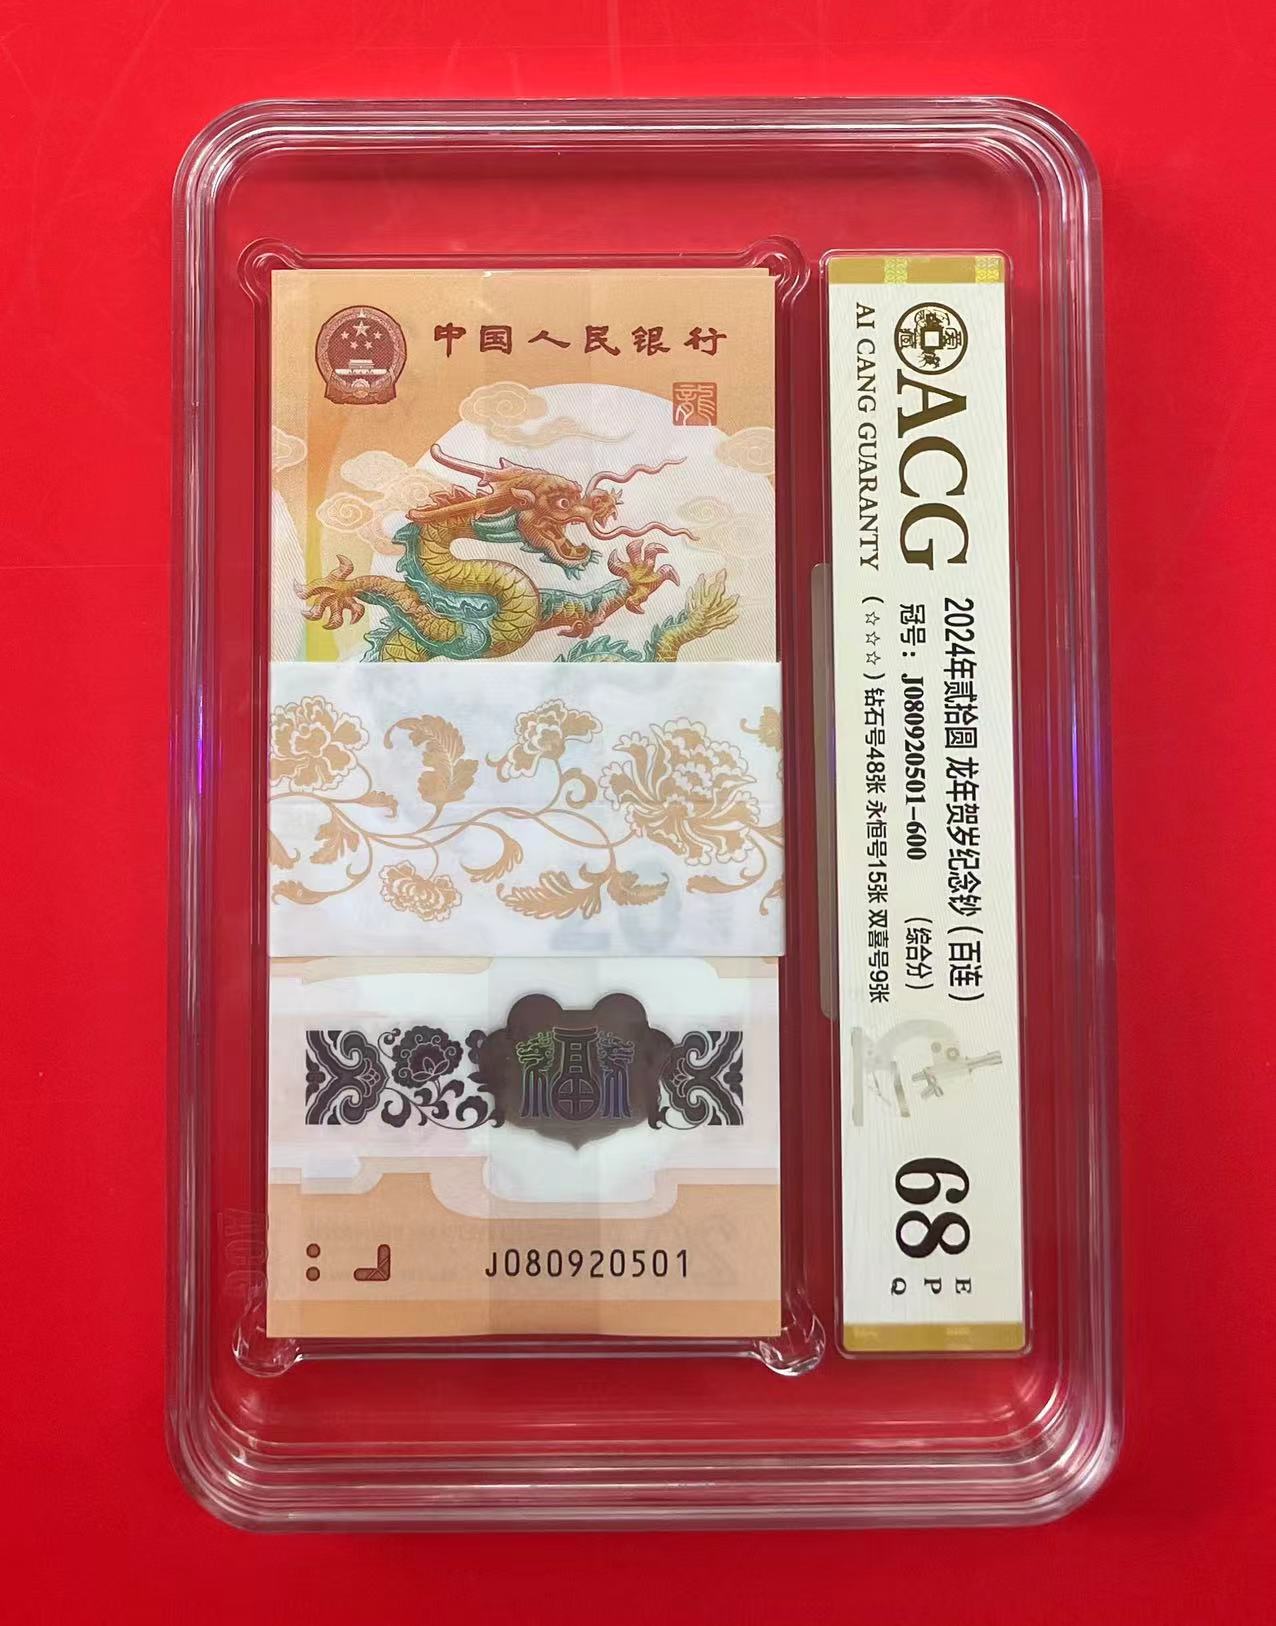 中国人民银行
龍
J080920501
ACG
AI CANG GUARANTY
2024年贰拾圆 龙年贺岁纪念钞（百连）
冠号：J080920501-600 （综合分）
（☆☆☆）钻石号48张 永恒号15张 双喜号9张
68
E
P
Q